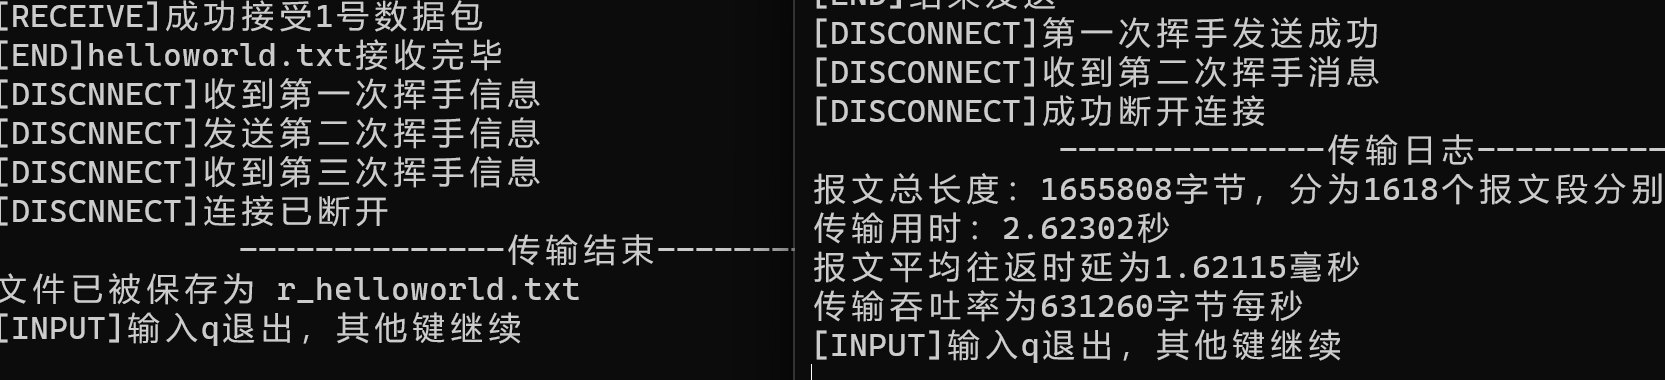 [RECEIVE]成功接受1号数据包
[END]helloworld.txt接收完毕
[DISCNNECT]收到第一次挥手信息
[DISCNNECT]发送第二次挥手信息
[DISCNNECT]收到第三次挥手信息
[DISCNNECT]连接已断开
--------------传输结束--------
文件已被保存为 r_helloworld.txt
[INPUT]输入q退出，其他键继续
[END]结束发送
[DISCONNECT]第一次挥手发送成功
[DISCONNECT]收到第二次挥手消息
[DISCONNECT]成功断开连接
--------------传输日志----------
报文总长度：1655808字节，分为1618个报文段分别
传输用时：2.62302秒
报文平均往返时延为1.62115毫秒
传输吞吐率为631260字节每秒
[INPUT]输入q退出，其他键继续